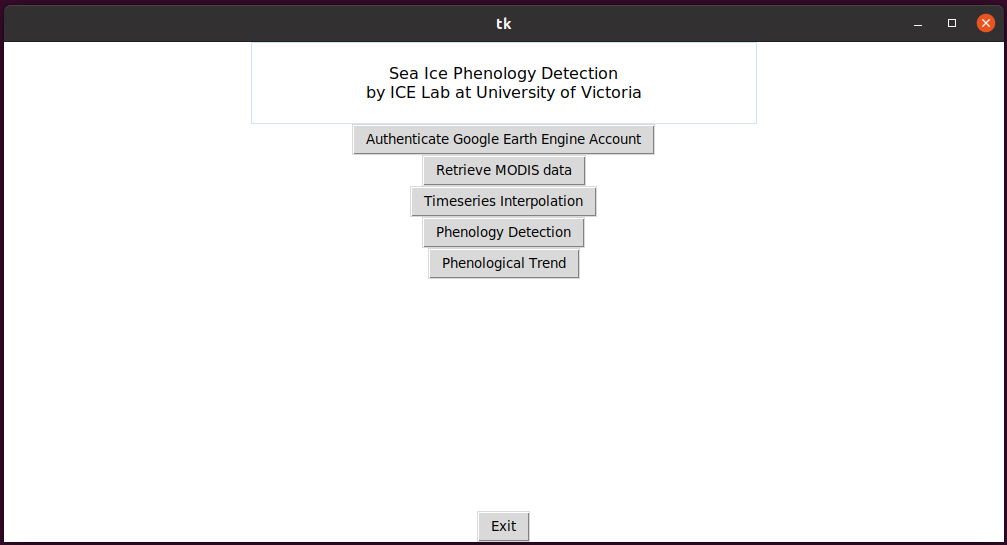 tk
Sea Ice Phenology Detection
by ICE Lab at University of Victoria
Authenticate Google Earth Engine Account
Retrieve MODIS data
Timeseries Interpolation
Phenology Detection
Phenological Trend
Exit